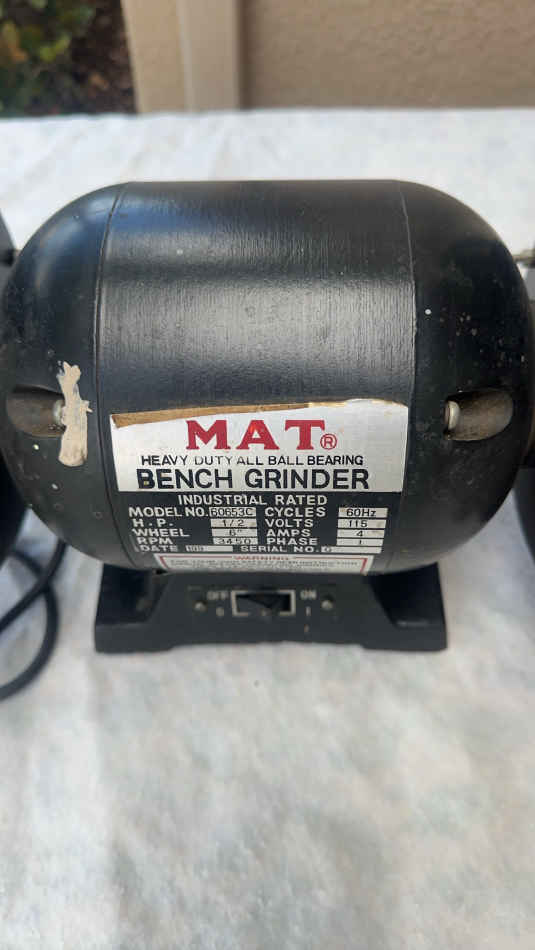 MAT®
HEAVY DUTY ALL BALL BEARING
BENCH GRINDER
INDUSTRIAL RATED
MODEL NO. 60653C CYCLES 60Hz
H.P. 1/2 VOLTS 115
WHEEL 6" AMPS 4
RPM 3450 PHASE 1
DATE SERIAL NO.
WARNING
OFF ON
0 I